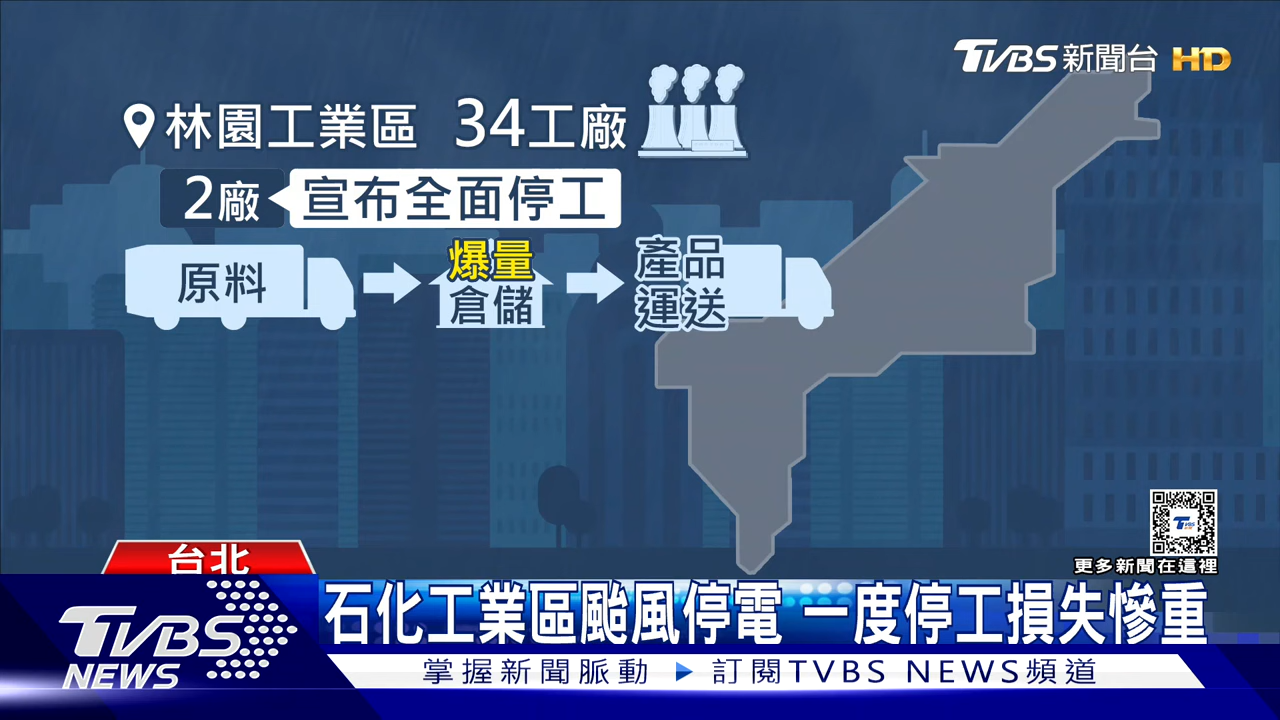 TVBS新聞台 HD
林園工業區 34工廠
2廠 宣布全面停工
原料
爆量
倉儲
產品
運送
TVBS
更多新聞在這裡
台北
石化工業區颱風停電 一度停工損失慘重
TVBS
NEWS
掌握新聞脈動 訂閱TVBS NEWS頻道